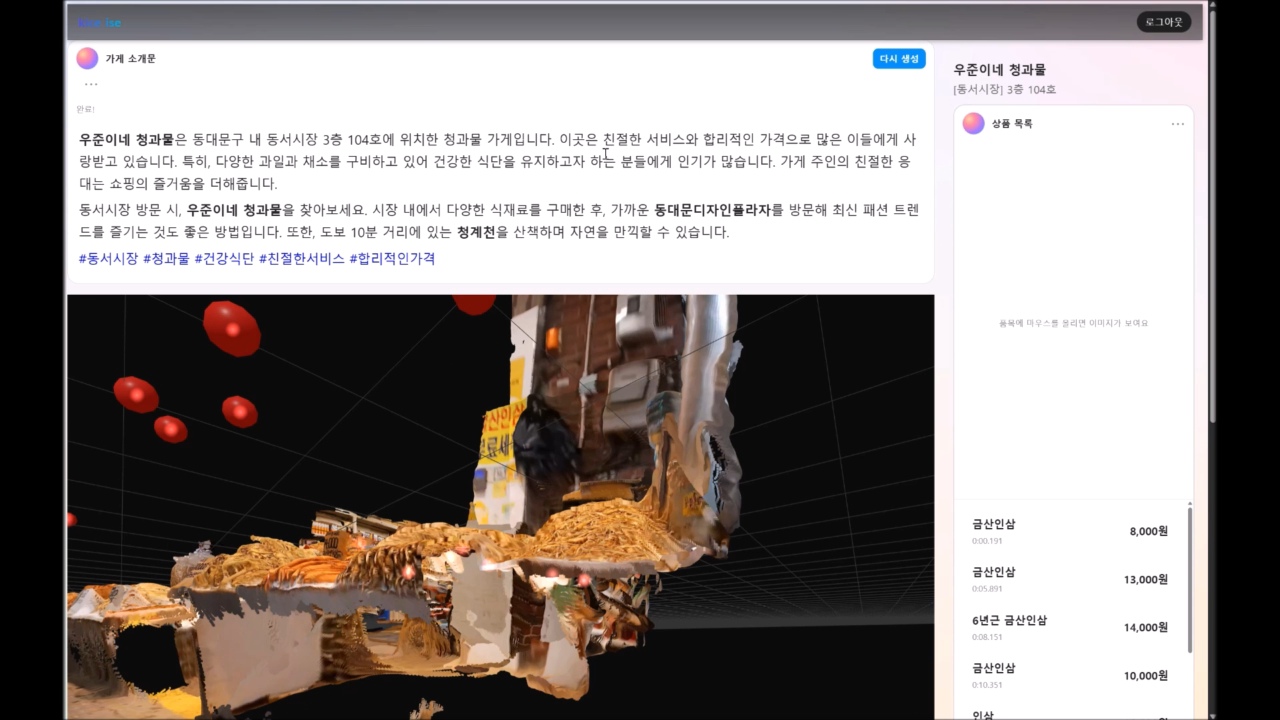 로그아웃
가게 소개문
다시 생성
...
완료!
우준이네 청과물은 동대문구 내 동서시장 3층 104호에 위치한 청과물 가게입니다. 이곳은 친절한 서비스와 합리적인 가격으로 많은 이들에게 사
랑받고 있습니다. 특히, 다양한 과일과 채소를 구비하고 있어 건강한 식단을 유지하고자 하는 분들에게 인기가 많습니다. 가게 주인의 친절한 응
대는 쇼핑의 즐거움을 더해줍니다.
동서시장 방문 시, 우준이네 청과물을 찾아보세요. 시장 내에서 다양한 식재료를 구매한 후, 가까운 동대문디자인플라자를 방문해 최신 패션 트렌
드를 즐기는 것도 좋은 방법입니다. 또한, 도보 10분 거리에 있는 청계천을 산책하며 자연을 만끽할 수 있습니다.
#동서시장 #청과물 #건강식단 #친절한서비스 #합리적인가격
우준이네 청과물
[동서시장] 3층 104호
상품 목록
...
품목에 마우스를 올리면 이미지가 보여요
금산인삼
8,000원
0:00.191
금산인삼
13,000원
0:05.891
6년근 금산인삼
14,000원
0:08.151
금산인삼
10,000원
0:10.351
인삼